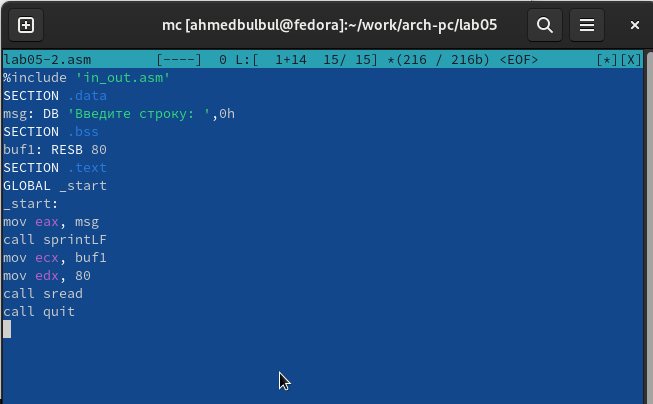 mc [ahmedbulbul@fedora]:~/work/arch-pc/lab05
lab05-2.asm [----] 0 L:[ 1+14 15/ 15] *(216 / 216b) <EOF> [*][X]
%include 'in_out.asm'
SECTION .data
msg: DB 'Введите строку: ',0h
SECTION .bss
buf1: RESB 80
SECTION .text
GLOBAL _start
_start:
mov eax, msg
call sprintLF
mov ecx, buf1
mov edx, 80
call sread
call quit